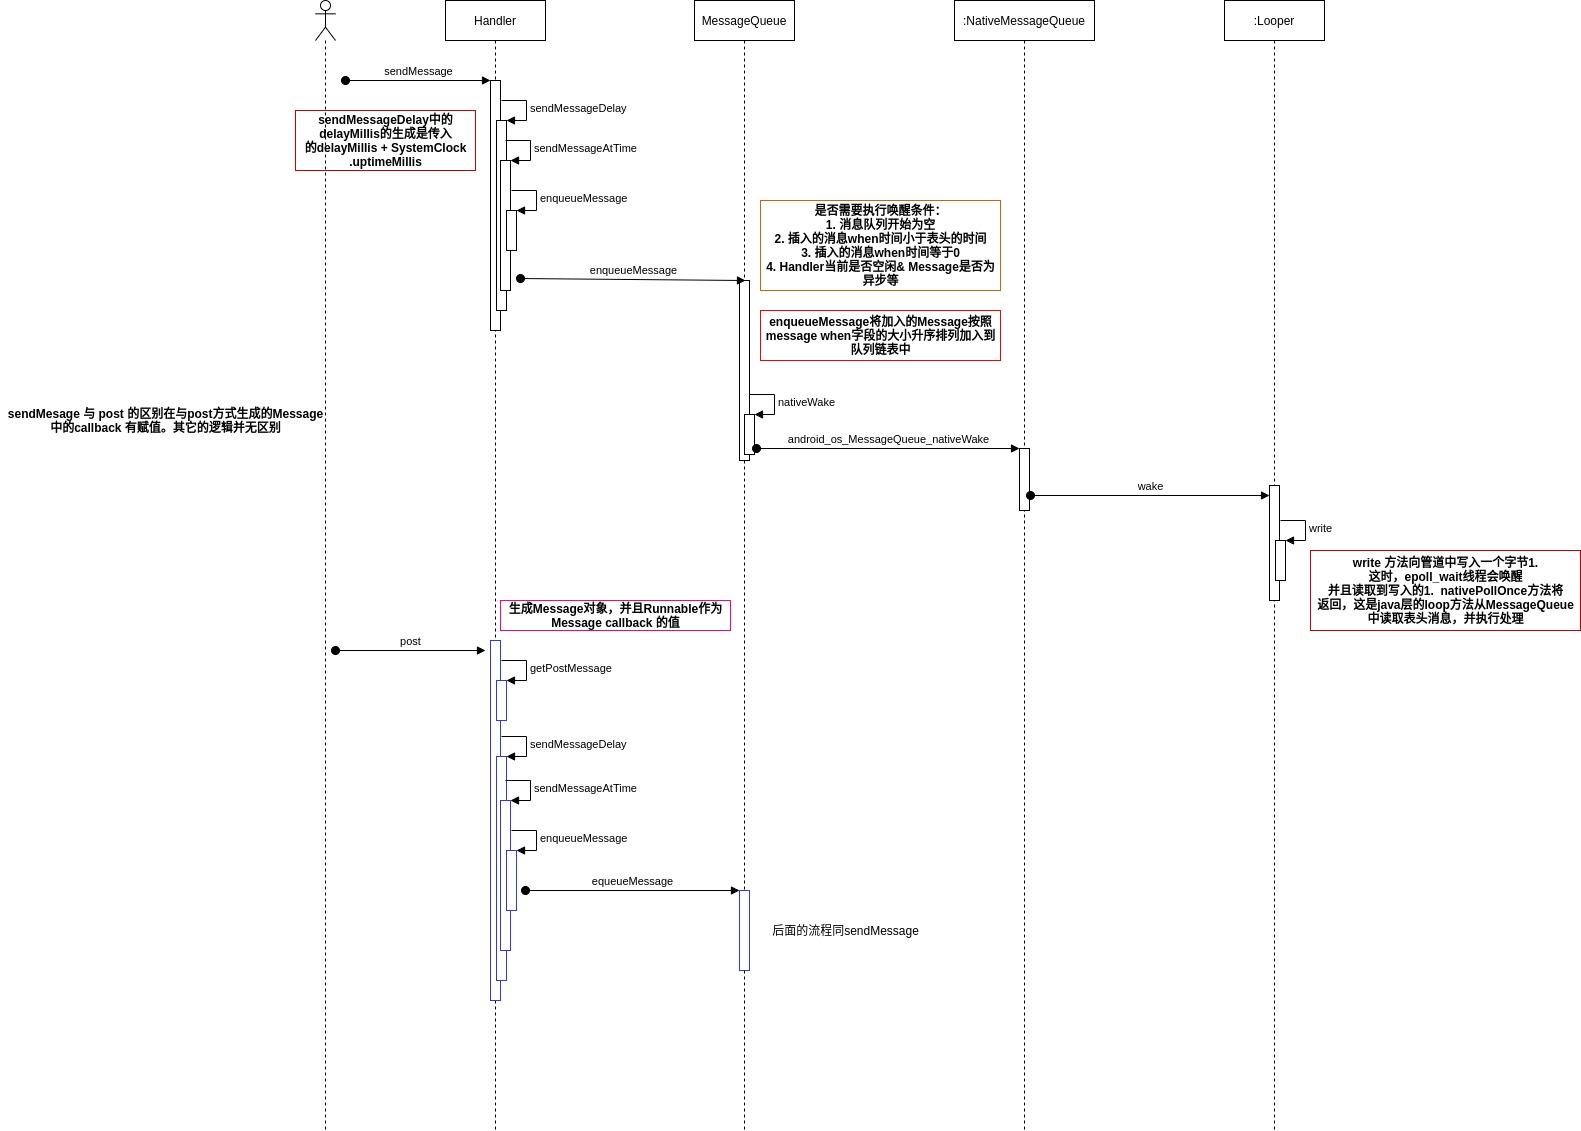 Handler
MessageQueue
:NativeMessageQueue
:Looper
sendMessage
sendMessageDelay
sendMessageDelay中的
delayMillis的生成是传入
的delayMillis + SystemClock
.uptimeMillis
sendMessageAtTime
enqueueMessage
是否需要执行唤醒条件：
1. 消息队列开始为空
2. 插入的消息when时间小于表头的时间
3. 插入的消息when时间等于0
4. Handler当前是否空闲& Message是否为
异步等
enqueueMessage
enqueueMessage将加入的Message按照
message when字段的大小升序排列加入到
队列链表中
nativeWake
sendMesage 与 post 的区别在与post方式生成的Message
中的callback 有赋值。其它的逻辑并无区别
android_os_MessageQueue_nativeWake
wake
write
write 方法向管道中写入一个字节1.
这时，epoll_wait线程会唤醒
并且读取到写入的1.  nativePollOnce方法将
返回，这是java层的loop方法从MessageQueue
中读取表头消息，并执行处理
生成Message对象，并且Runnable作为
Message callback 的值
post
getPostMessage
sendMessageDelay
sendMessageAtTime
enqueueMessage
equeueMessage
后面的流程同sendMessage